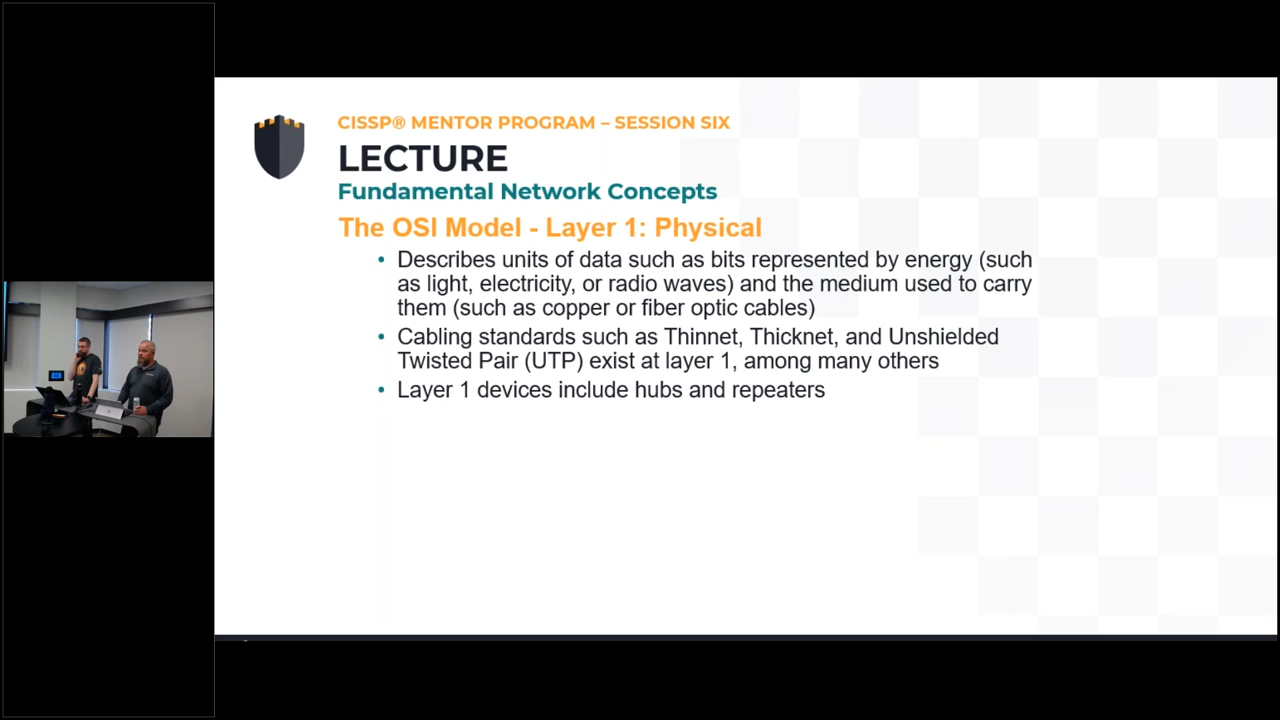 CISSP® MENTOR PROGRAM – SESSION SIX
LECTURE
Fundamental Network Concepts
The OSI Model - Layer 1: Physical
• Describes units of data such as bits represented by energy (such
as light, electricity, or radio waves) and the medium used to carry
them (such as copper or fiber optic cables)
• Cabling standards such as Thinnet, Thicknet, and Unshielded
Twisted Pair (UTP) exist at layer 1, among many others
• Layer 1 devices include hubs and repeaters